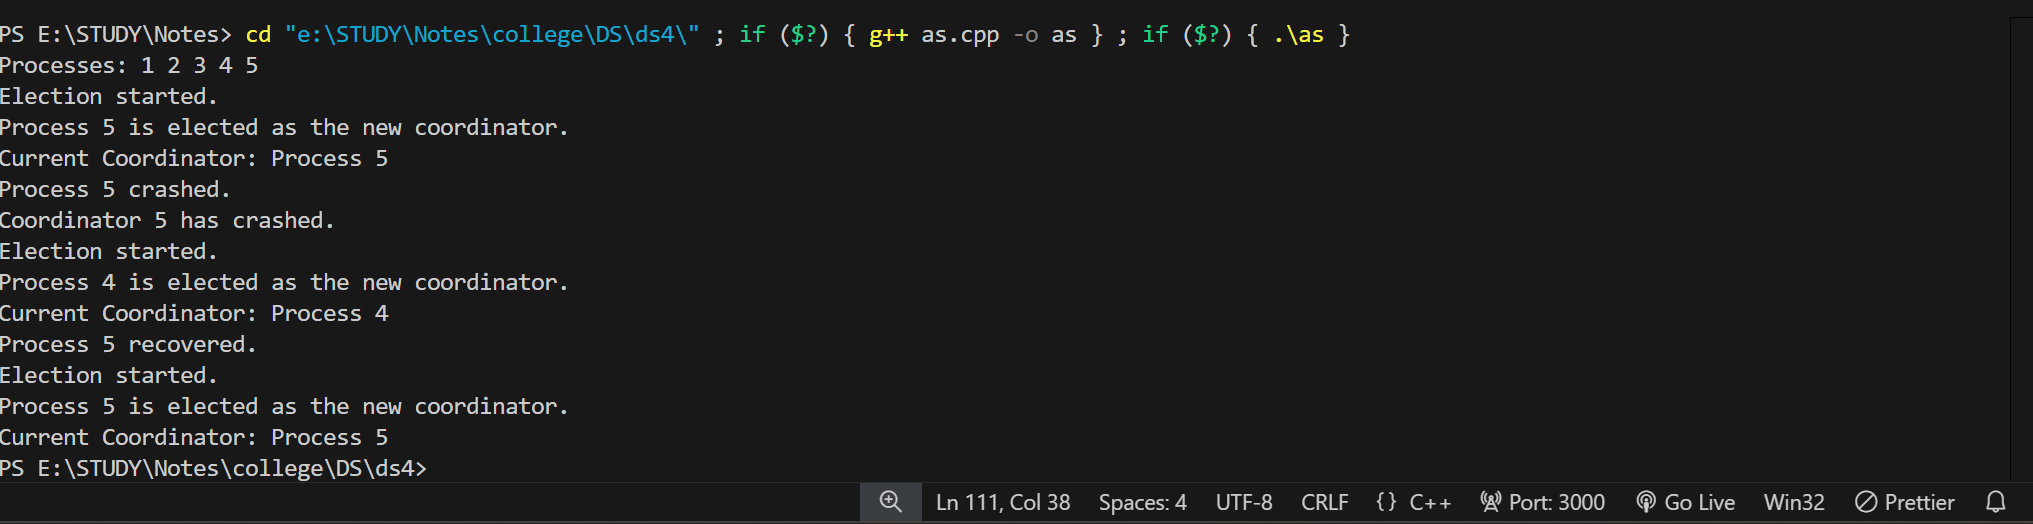 PS E:\STUDY\Notes> cd "e:\STUDY\Notes\college\DS\ds4\" ; if ($?) { g++ as.cpp -o as } ; if ($?) { .\as }
Processes: 1 2 3 4 5
Election started.
Process 5 is elected as the new coordinator.
Current Coordinator: Process 5
Process 5 crashed.
Coordinator 5 has crashed.
Election started.
Process 4 is elected as the new coordinator.
Current Coordinator: Process 4
Process 5 recovered.
Election started.
Process 5 is elected as the new coordinator.
Current Coordinator: Process 5
PS E:\STUDY\Notes\college\DS\ds4>
Ln 111, Col 38 Spaces: 4 UTF-8 CRLF {} C++ Port: 3000 Go Live Win32 Prettier